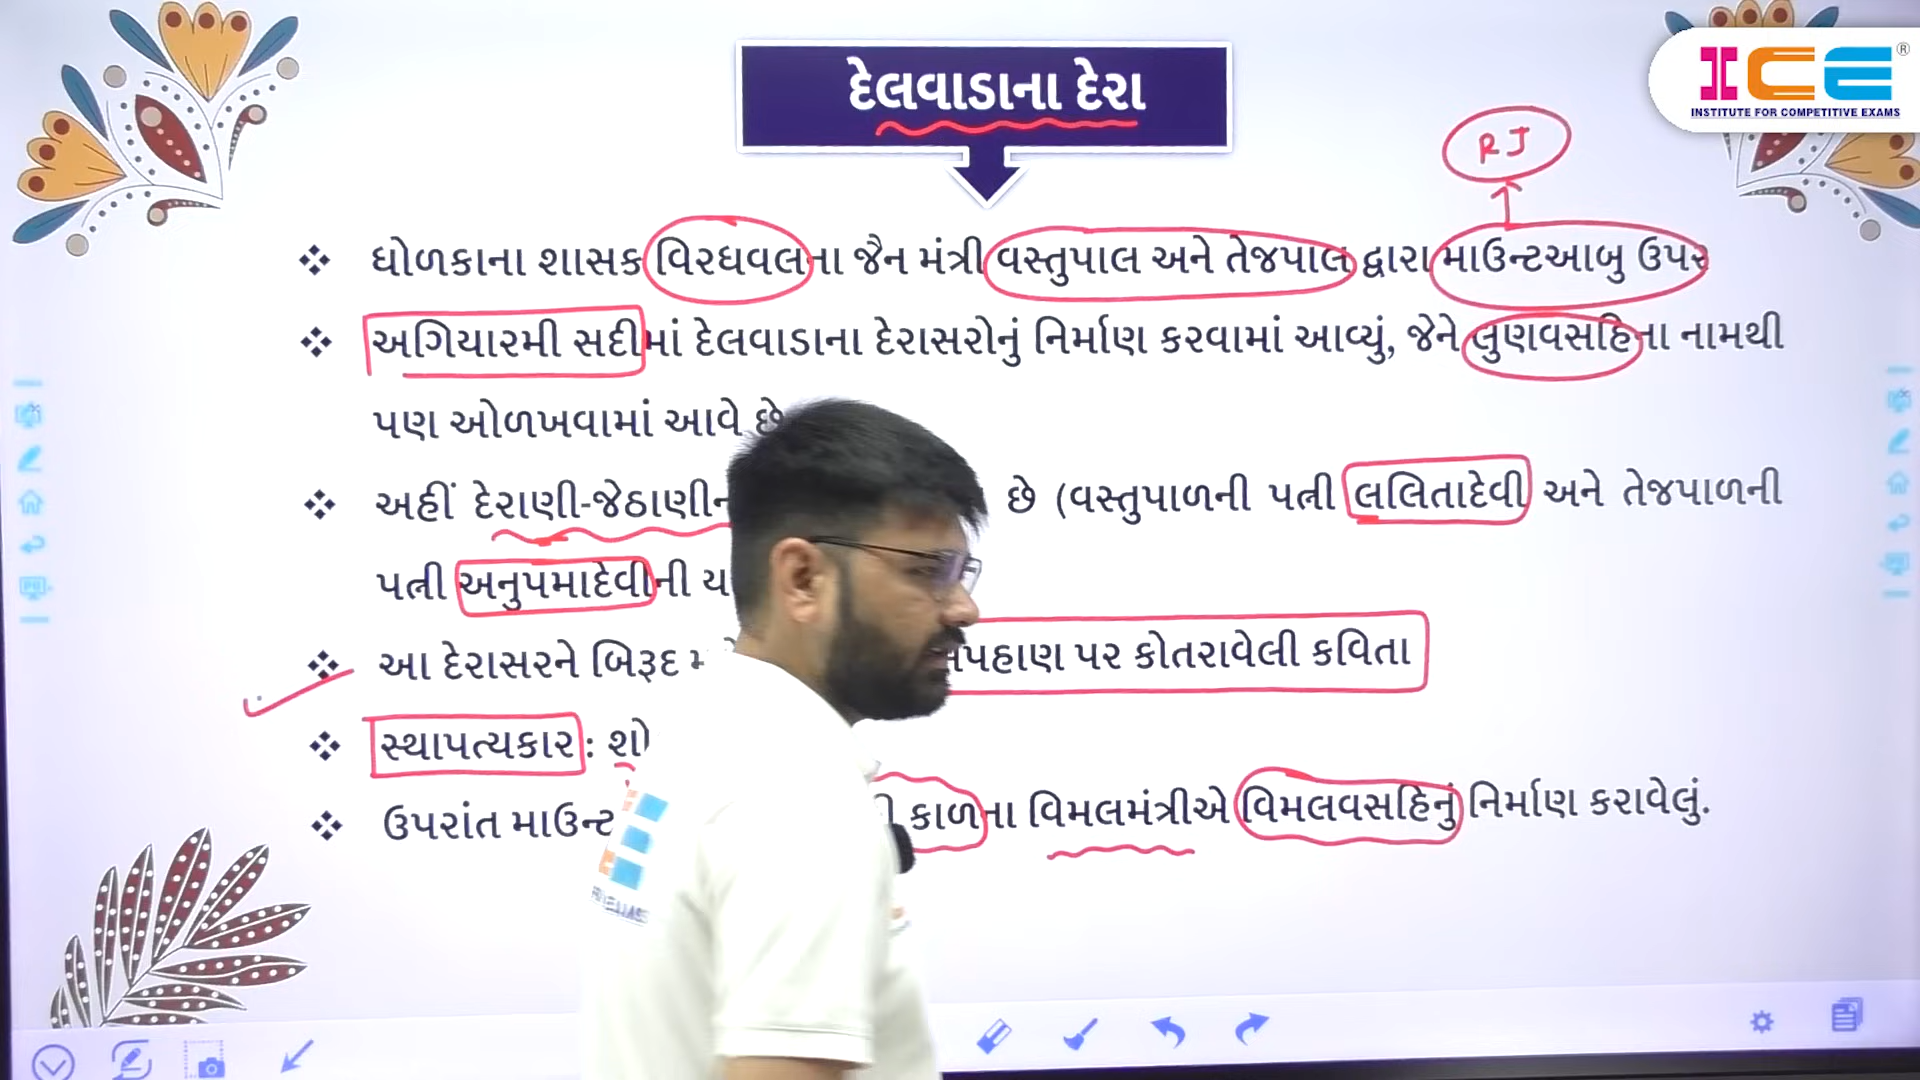 દેલવાડાના દેરા
ICE ®
INSTITUTE FOR COMPETITIVE EXAMS
RJ
ધોળકાના શાસક વિરધવલના જૈન મંત્રી વસ્તુપાલ અને તેજપાલ દ્વારા માઉન્ટઆબુ ઉપર
અગિયારમી સદીમાં દેલવાડાના દેરાસરોનું નિર્માણ કરવામાં આવ્યું, જેને લુણવસહિના નામથી
પણ ઓળખવામાં આવે છે
અહીં દેરાણી-જેઠાણીન છે (વસ્તુપાળની પત્ની લલિતાદેવી અને તેજપાળની
પત્ની અનુપમાદેવીની
આ દેરાસરને બિરૂદ પહાણ પર કોતરાવેલી કવિતા
સ્થાપત્યકાર : શો
ઉપરાંત માઉન્ટ કાળના વિમલમંત્રીએ વિમલવસહિનું નિર્માણ કરાવેલું.